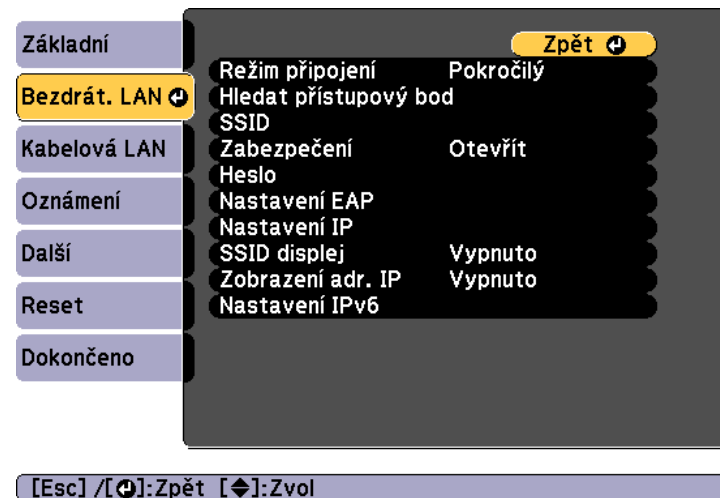 Základní
Bezdrát. LAN
Kabelová LAN
Oznámení
Další
Reset
Dokončeno
Zpět
Režim připojení Pokročilý
Hledat přístupový bod
SSID
Zabezpečení Otevřít
Heslo
Nastavení EAP
Nastavení IP
SSID displej Vypnuto
Zobrazení adr. IP Vypnuto
Nastavení IPv6
[Esc] /[⏎]:Zpět [◆]:Zvol